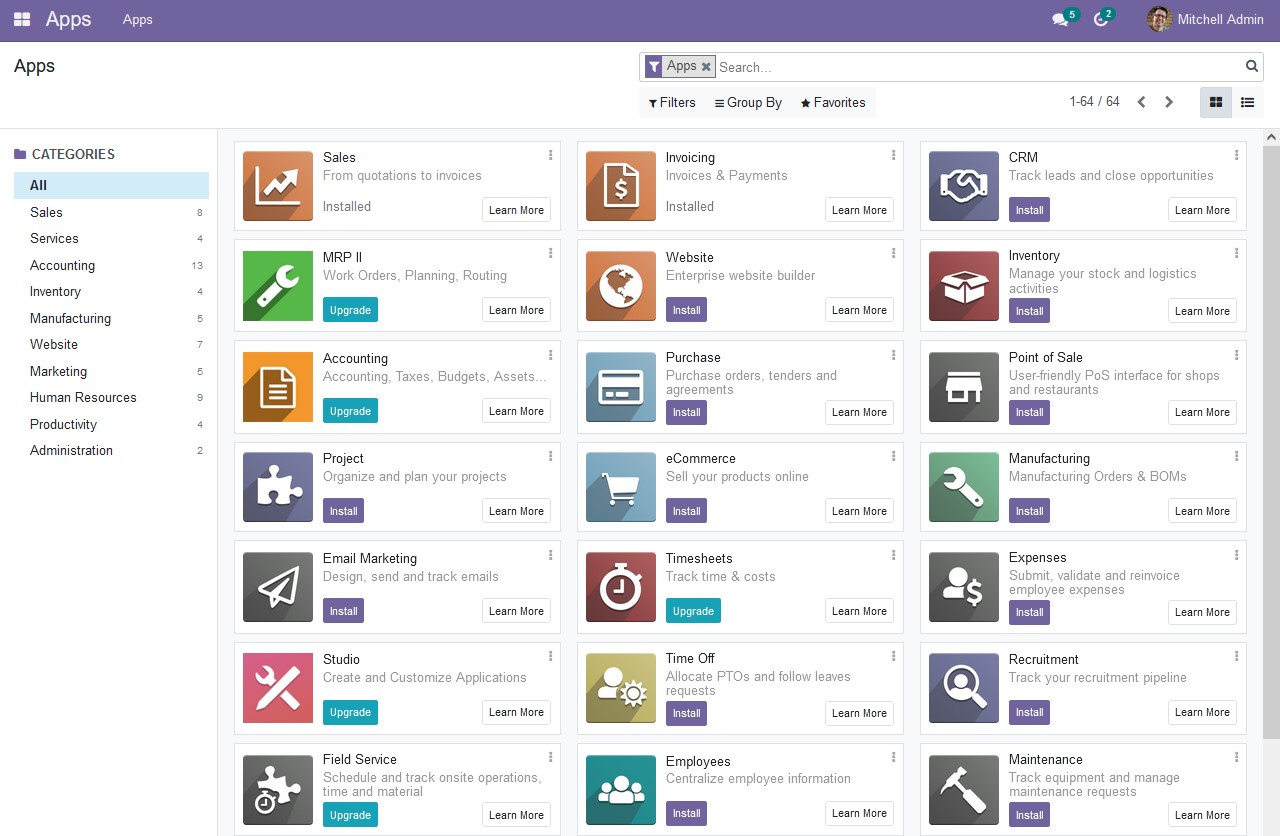 Apps Apps 5 2 Mitchell Admin
Apps
Apps Search...
Filters Group By Favorites 1-64 / 64
CATEGORIES
All
Sales 8
Services 4
Accounting 13
Inventory 4
Manufacturing 5
Website 7
Marketing 5
Human Resources 9
Productivity 4
Administration 2
Sales
From quotations to invoices
Installed Learn More
Invoicing
Invoices & Payments
Installed Learn More
CRM
Track leads and close opportunities
Install Learn More
MRP II
Work Orders, Planning, Routing
Upgrade Learn More
Website
Enterprise website builder
Install Learn More
Inventory
Manage your stock and logistics
activities
Install Learn More
Accounting
Accounting, Taxes, Budgets, Assets...
Upgrade Learn More
Purchase
Purchase orders, tenders and
agreements
Install Learn More
Point of Sale
User-friendly PoS interface for shops
and restaurants
Install Learn More
Project
Organize and plan your projects
Install Learn More
eCommerce
Sell your products online
Install Learn More
Manufacturing
Manufacturing Orders & BOMs
Install Learn More
Email Marketing
Design, send and track emails
Install Learn More
Timesheets
Track time & costs
Upgrade Learn More
Expenses
Submit, validate and reinvoice
employee expenses
Install Learn More
Studio
Create and Customize Applications
Upgrade Learn More
Time Off
Allocate PTOs and follow leaves
requests
Install Learn More
Recruitment
Track your recruitment pipeline
Install Learn More
Field Service
Schedule and track onsite operations,
time and material
Upgrade Learn More
Employees
Centralize employee information
Install Learn More
Maintenance
Track equipment and manage
maintenance requests
Install Learn More